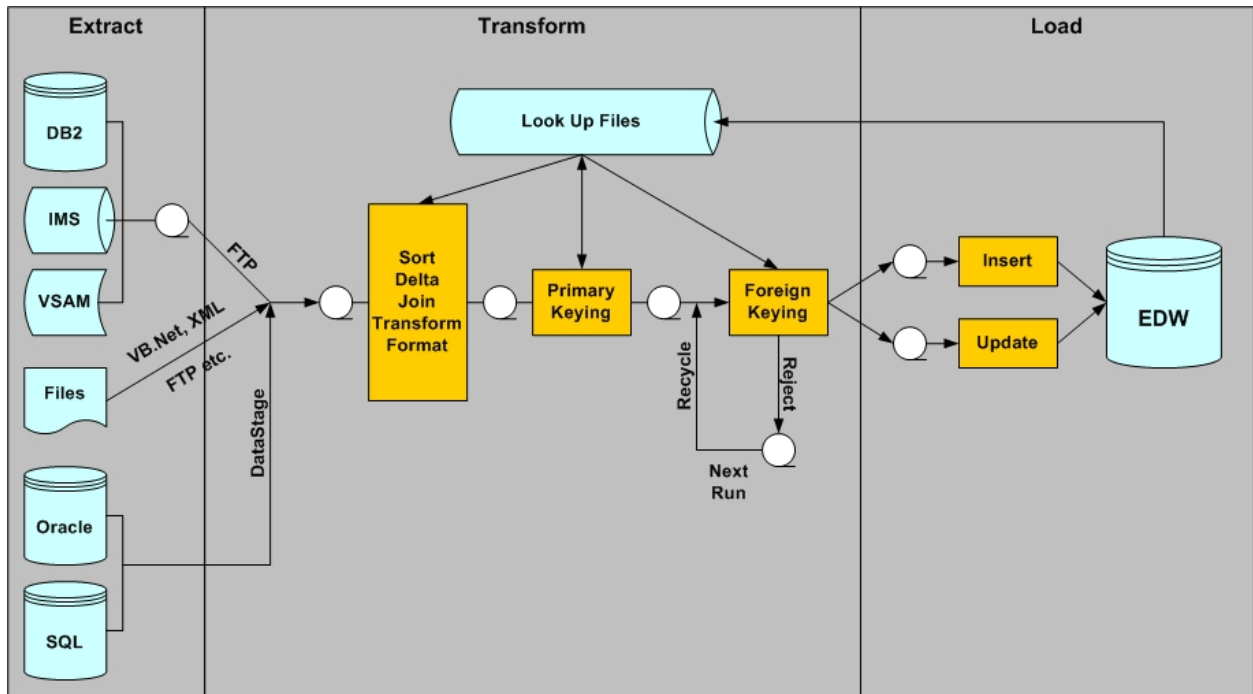 Extract
Transform
Load
DB2
IMS
VSAM
Files
Oracle
SQL
FTP
VB.Net, XML
FTP etc.
DataStage
Look Up Files
Sort
Delta
Join
Transform
Format
Primary
Keying
Foreign
Keying
Recycle
Reject
Next
Run
Insert
Update
EDW